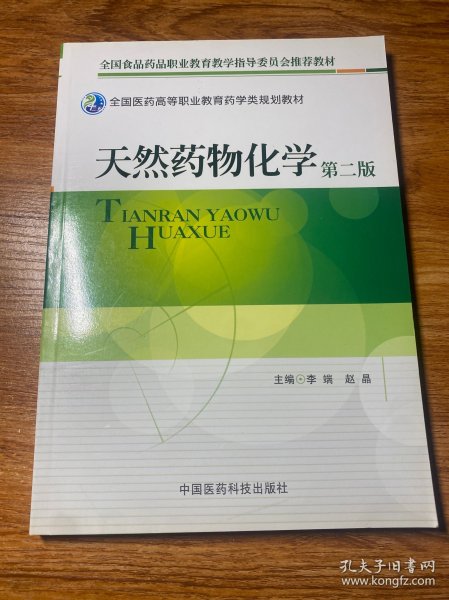 全国食品药品职业教育教学指导委员会推荐教材
全国医药高等职业教育药学类规划教材
天然药物化学 第二版
TIANRAN YAOWU
HUAXUE
主编 李端 赵晶
中国医药科技出版社
孔夫子旧书网
www.kongfz.com